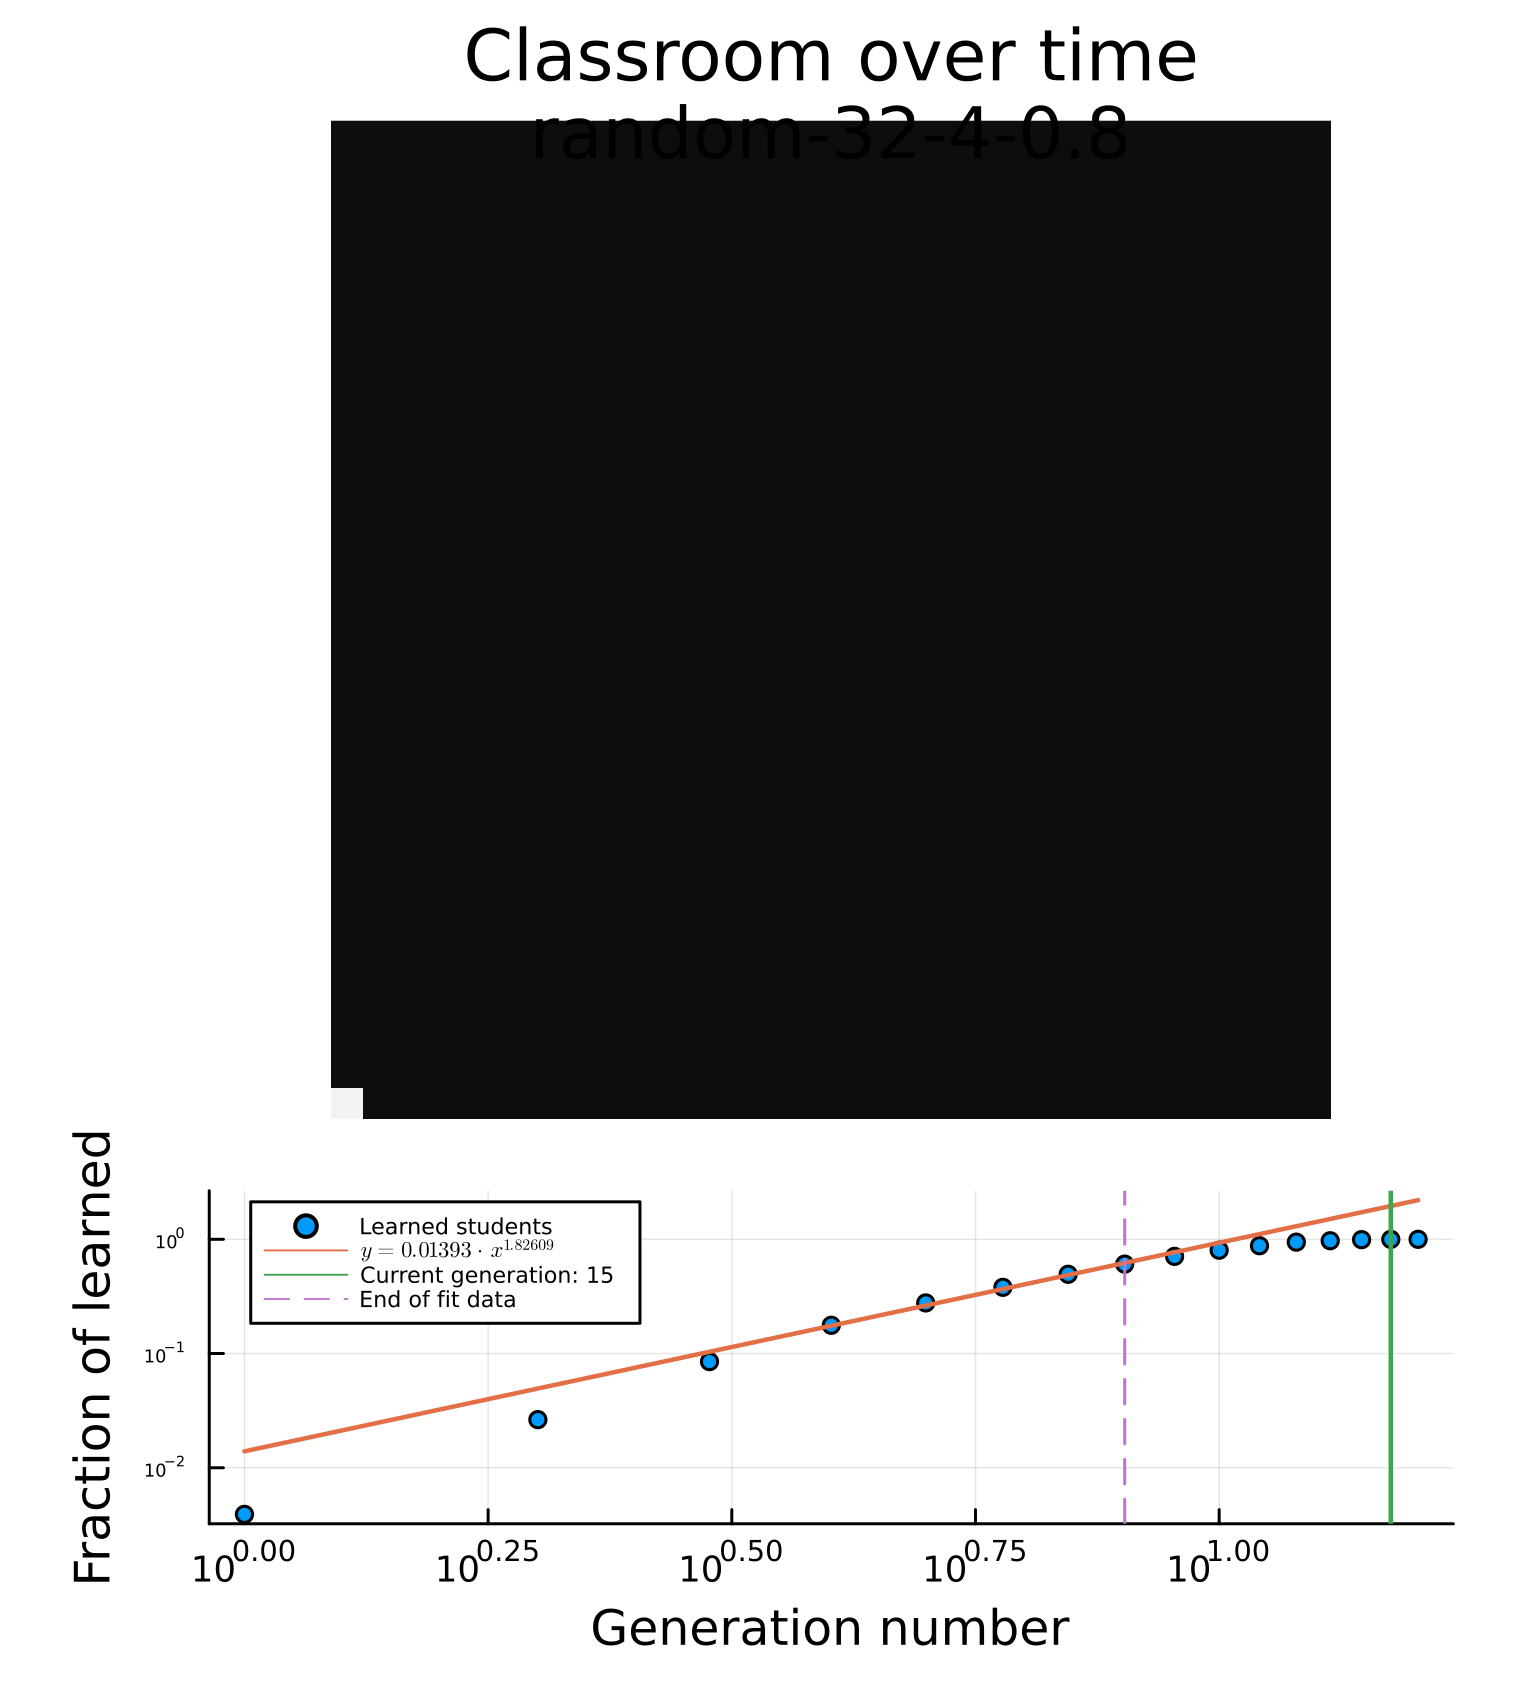 Classroom over time
random-32-4-0.8
Fraction of learned
Learned students
y = 0.01393 · x^1.82609
Current generation: 15
End of fit data
10^0
10^−1
10^−2
10^0.00 10^0.25 10^0.50 10^0.75 10^1.00
Generation number